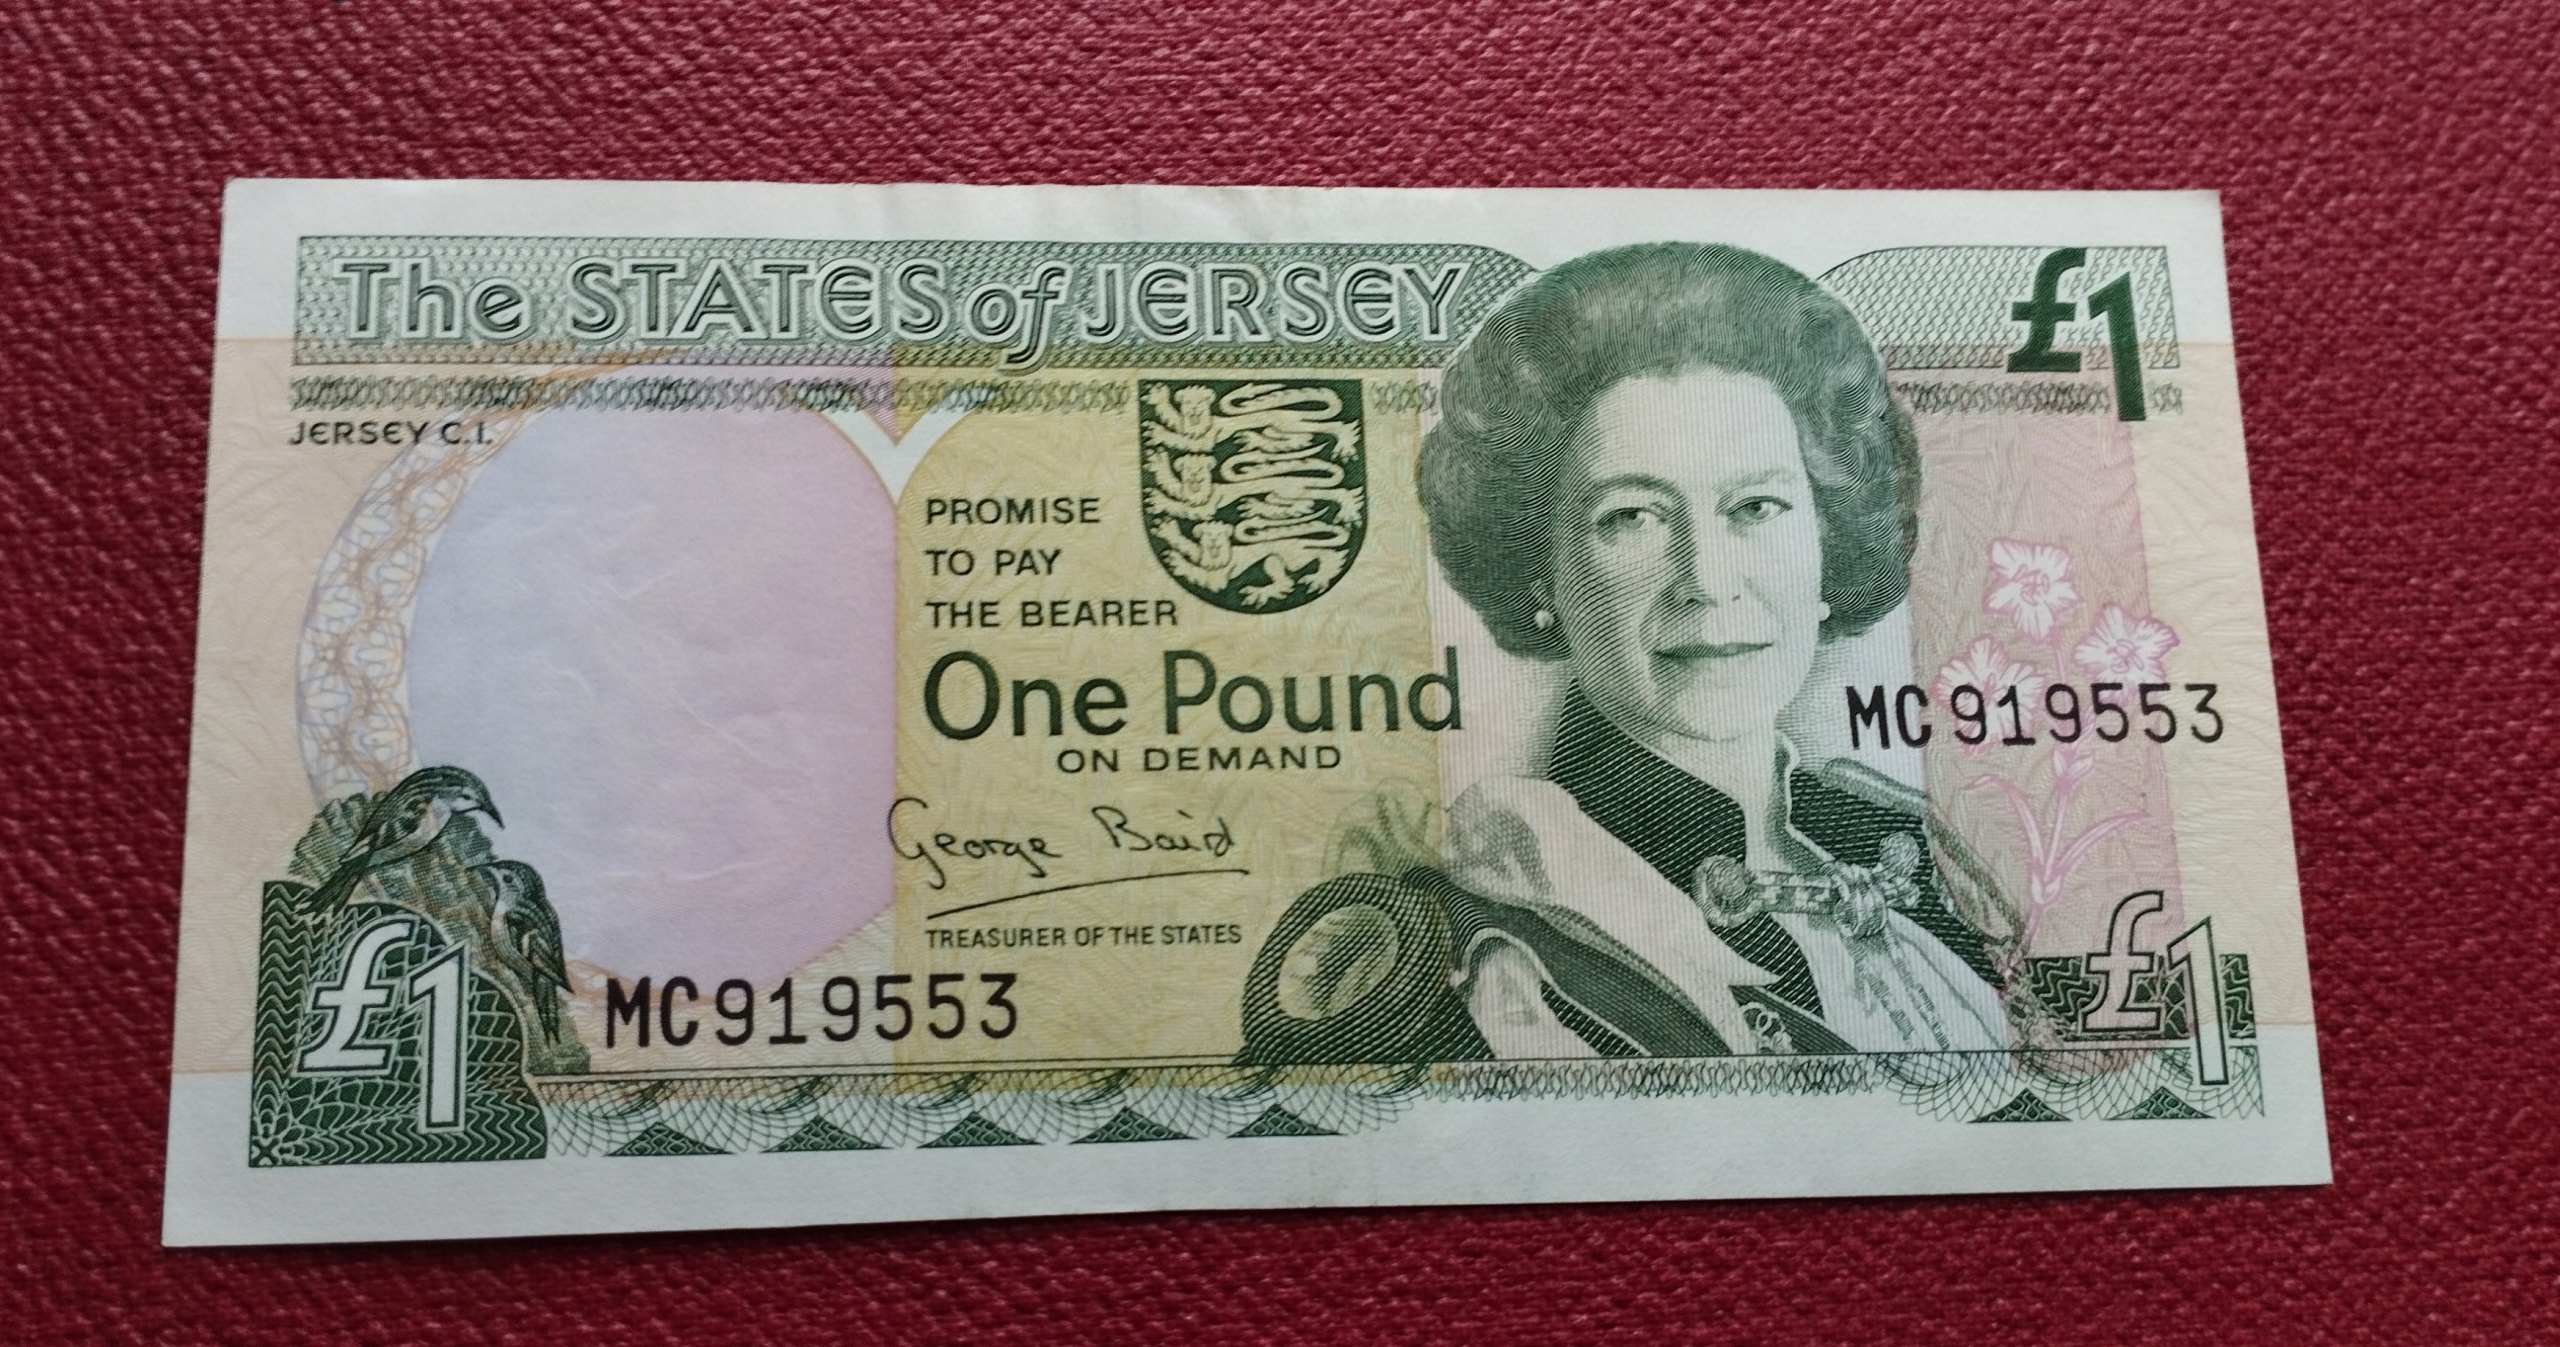 The STATES of JERSEY
£1
JERSEY C.I.
PROMISE
TO PAY
THE BEARER
One Pound
ON DEMAND
MC919553
George Baird
TREASURER OF THE STATES
£1
MC919553
£1